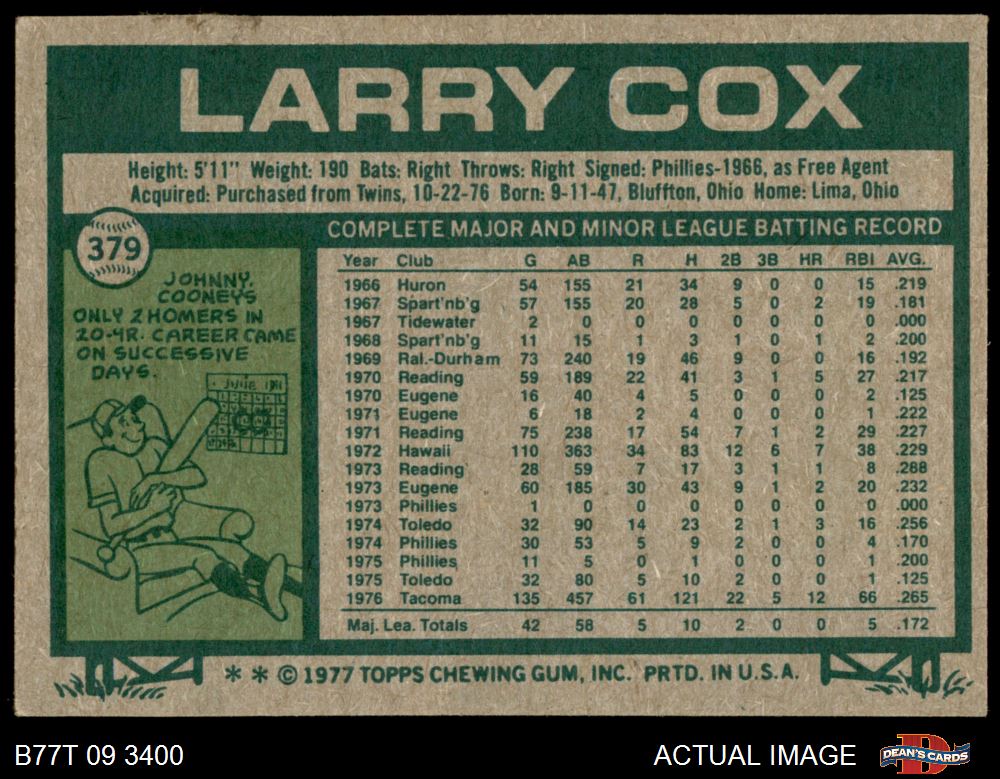 LARRY COX
Height: 5'11" Weight: 190 Bats: Right Throws: Right Signed: Phillies-1966, as Free Agent
Acquired: Purchased from Twins, 10-22-76 Born: 9-11-47, Bluffton, Ohio Home: Lima, Ohio
379
JOHNNY
COONEYS
ONLY 2 HOMERS IN
20-YR. CAREER CAME
ON SUCCESSIVE
DAYS.
JUNE
COMPLETE MAJOR AND MINOR LEAGUE BATTING RECORD
Year Club G AB R H 2B 3B HR RBI AVG.
1966 Huron 54 155 21 34 9 0 0 15 .219
1967 Spart'nb'g 57 155 20 28 5 0 2 19 .181
1967 Tidewater 2 0 0 0 0 0 0 0 .000
1968 Spart'nb'g 11 15 1 3 1 0 1 2 .200
1969 Ral.-Durham 73 240 19 46 9 0 0 16 .192
1970 Reading 59 189 22 41 3 1 5 27 .217
1970 Eugene 16 40 4 5 0 0 0 2 .125
1971 Eugene 6 18 2 4 0 0 0 1 .222
1971 Reading 75 238 17 54 7 1 2 29 .227
1972 Hawaii 110 363 34 83 12 6 7 38 .229
1973 Reading 28 59 7 17 3 1 1 8 .288
1973 Eugene 60 185 30 43 9 1 2 20 .232
1973 Phillies 1 0 0 0 0 0 0 0 .000
1974 Toledo 32 90 14 23 2 1 3 16 .256
1974 Phillies 30 53 5 9 2 0 0 4 .170
1975 Phillies 11 5 0 1 0 0 0 1 .200
1975 Toledo 32 80 5 10 2 0 0 1 .125
1976 Tacoma 135 457 61 121 22 5 12 66 .265
Maj. Lea. Totals 42 58 5 10 2 0 0 5 .172
* * © 1977 TOPPS CHEWING GUM, INC. PRTD. IN U.S.A.
B77T 09 3400
ACTUAL IMAGE
DEAN'S CARDS